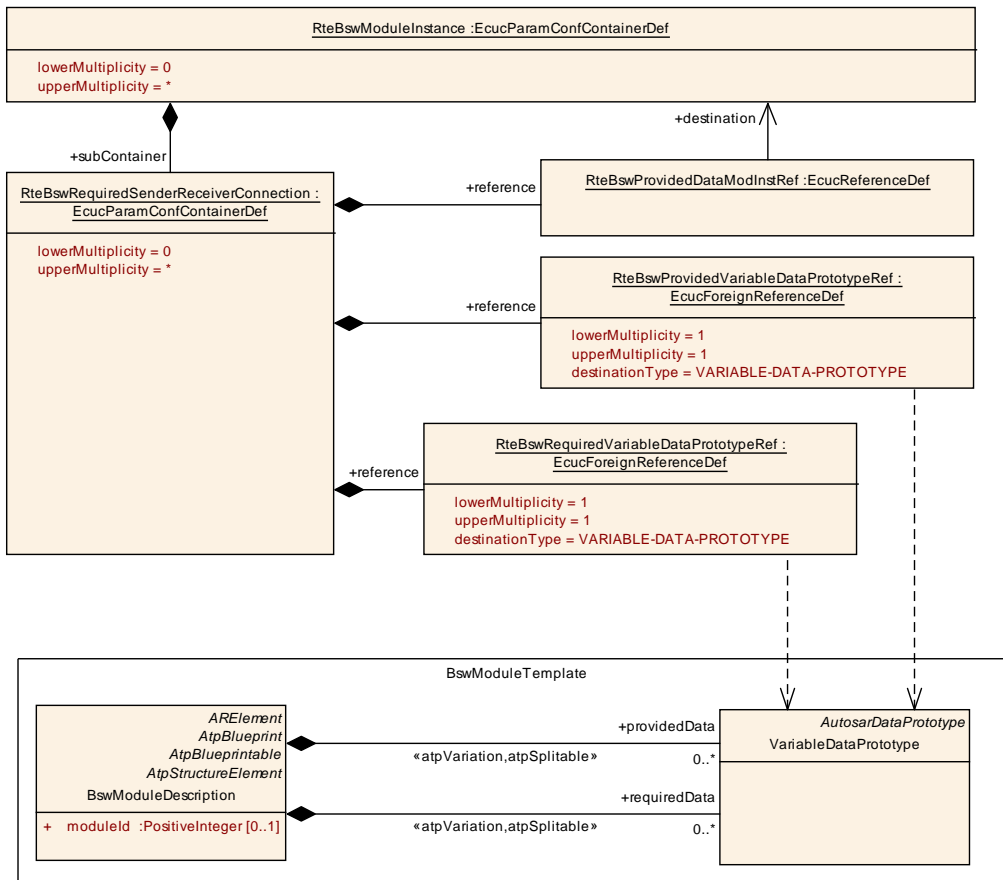 RteBswModuleInstance :EcucParamConfContainerDef
lowerMultiplicity = 0
upperMultiplicity = *
+destination
+subContainer
RteBswRequiredSenderReceiverConnection :
EcucParamConfContainerDef
lowerMultiplicity = 0
upperMultiplicity = *
+reference
RteBswProvidedDataModInstRef :EcucReferenceDef
+reference
RteBswProvidedVariableDataPrototypeRef :
EcucForeignReferenceDef
lowerMultiplicity = 1
upperMultiplicity = 1
destinationType = VARIABLE-DATA-PROTOTYPE
+reference
RteBswRequiredVariableDataPrototypeRef :
EcucForeignReferenceDef
lowerMultiplicity = 1
upperMultiplicity = 1
destinationType = VARIABLE-DATA-PROTOTYPE
BswModuleTemplate
ARElement
AtpBlueprint
AtpBlueprintable
AtpStructureElement
BswModuleDescription
+ moduleId :PositiveInteger [0..1]
+providedData
«atpVariation,atpSplitable»
0..*
+requiredData
«atpVariation,atpSplitable»
0..*
AutosarDataPrototype
VariableDataPrototype